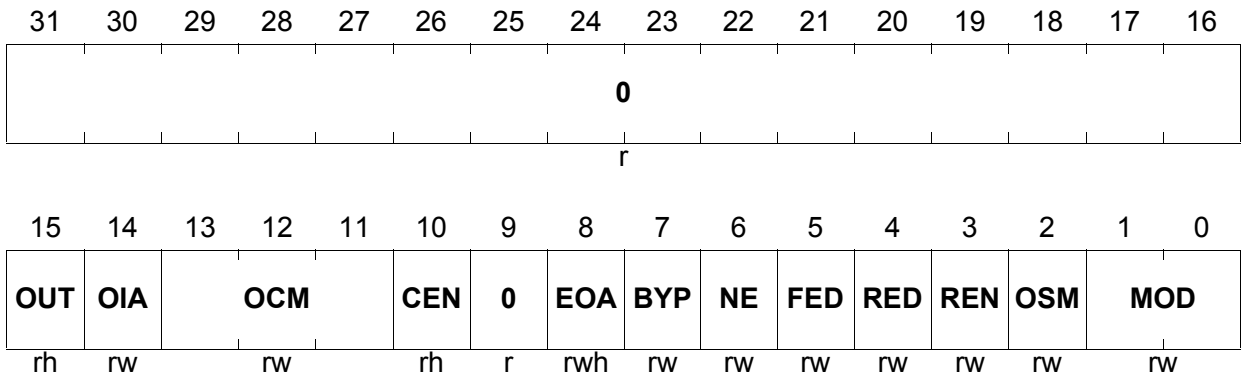 31 30 29 28 27 26 25 24 23 22 21 20 19 18 17 16
0
r
15 14 13 12 11 10 9 8 7 6 5 4 3 2 1 0
OUT OIA OCM CEN 0 EOA BYP NE FED RED REN OSM MOD
rh rw rw rh r rwh rw rw rw rw rw rw rw